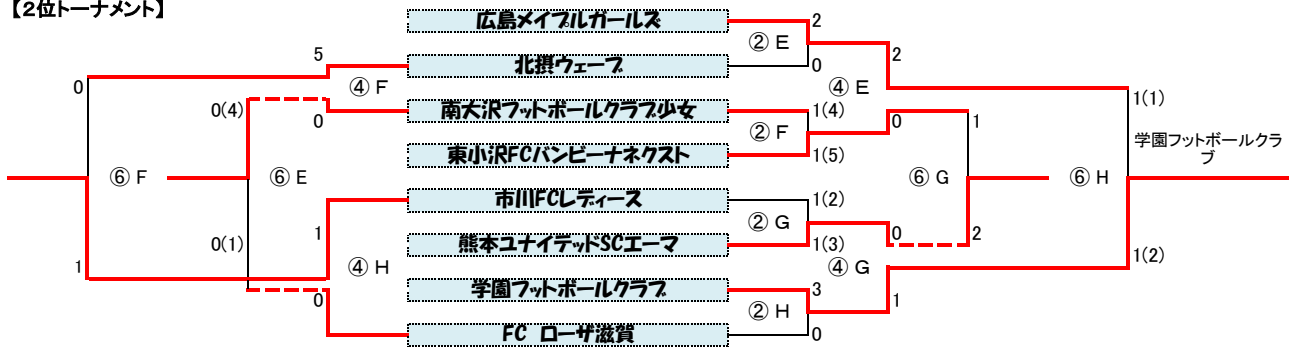 【2位トーナメント】
広島メイプルガールズ
2
② E
5
2
北摂ウェーブ
0
0
④ F
④ E
1(1)
0(4)
南大沢フットボールクラブ少女
1(4)
0
0
1
② F
学園フットボールクラ
ブ
東小沢FCバンビーナネクスト
1(5)
⑥ F
⑥ E
⑥ G
⑥ H
市川FCレディース
1(2)
② G
1
0
2
0(1)
熊本ユナイテッドSCエーマ
1(3)
1
④ H
④ G
1(2)
学園フットボールクラブ
3
0
1
② H
FC ローザ滋賀
0